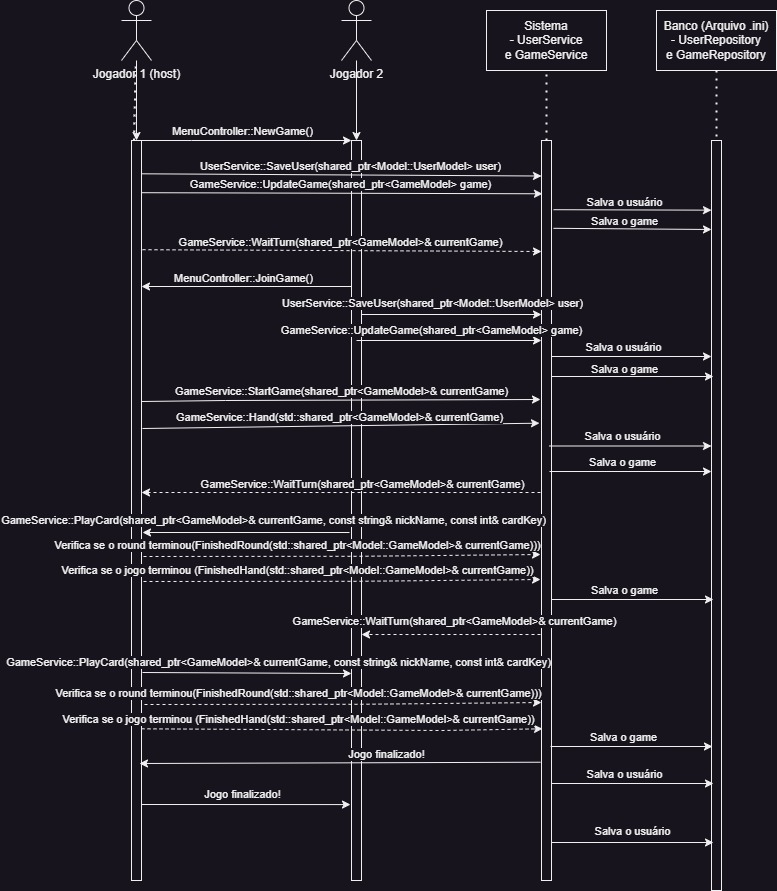 Sistema
- UserService
e GameService
Banco (Arquivo .ini)
- UserRepository
e GameRepository
Jogador 1 (host)
Jogador 2
MenuController::NewGame()
UserService::SaveUser(shared_ptr<Model::UserModel> user)
GameService::UpdateGame(shared_ptr<GameModel> game)
Salva o usuário
Salva o game
GameService::WaitTurn(shared_ptr<GameModel>& currentGame)
MenuController::JoinGame()
UserService::SaveUser(shared_ptr<Model::UserModel> user)
GameService::UpdateGame(shared_ptr<GameModel> game)
Salva o usuário
Salva o game
GameService::StartGame(shared_ptr<GameModel>& currentGame)
GameService::Hand(std::shared_ptr<GameModel>& currentGame)
Salva o usuário
Salva o game
GameService::WaitTurn(shared_ptr<GameModel>& currentGame)
GameService::PlayCard(shared_ptr<GameModel>& currentGame, const string& nickName, const int& cardKey)
Verifica se o round terminou(FinishedRound(std::shared_ptr<Model::GameModel>& currentGame)))
Verifica se o jogo terminou (FinishedHand(std::shared_ptr<Model::GameModel>& currentGame))
Salva o game
GameService::WaitTurn(shared_ptr<GameModel>& currentGame)
GameService::PlayCard(shared_ptr<GameModel>& currentGame, const string& nickName, const int& cardKey)
Verifica se o round terminou(FinishedRound(std::shared_ptr<Model::GameModel>& currentGame)))
Verifica se o jogo terminou (FinishedHand(std::shared_ptr<Model::GameModel>& currentGame))
Salva o game
Jogo finalizado!
Salva o usuário
Jogo finalizado!
Salva o usuário